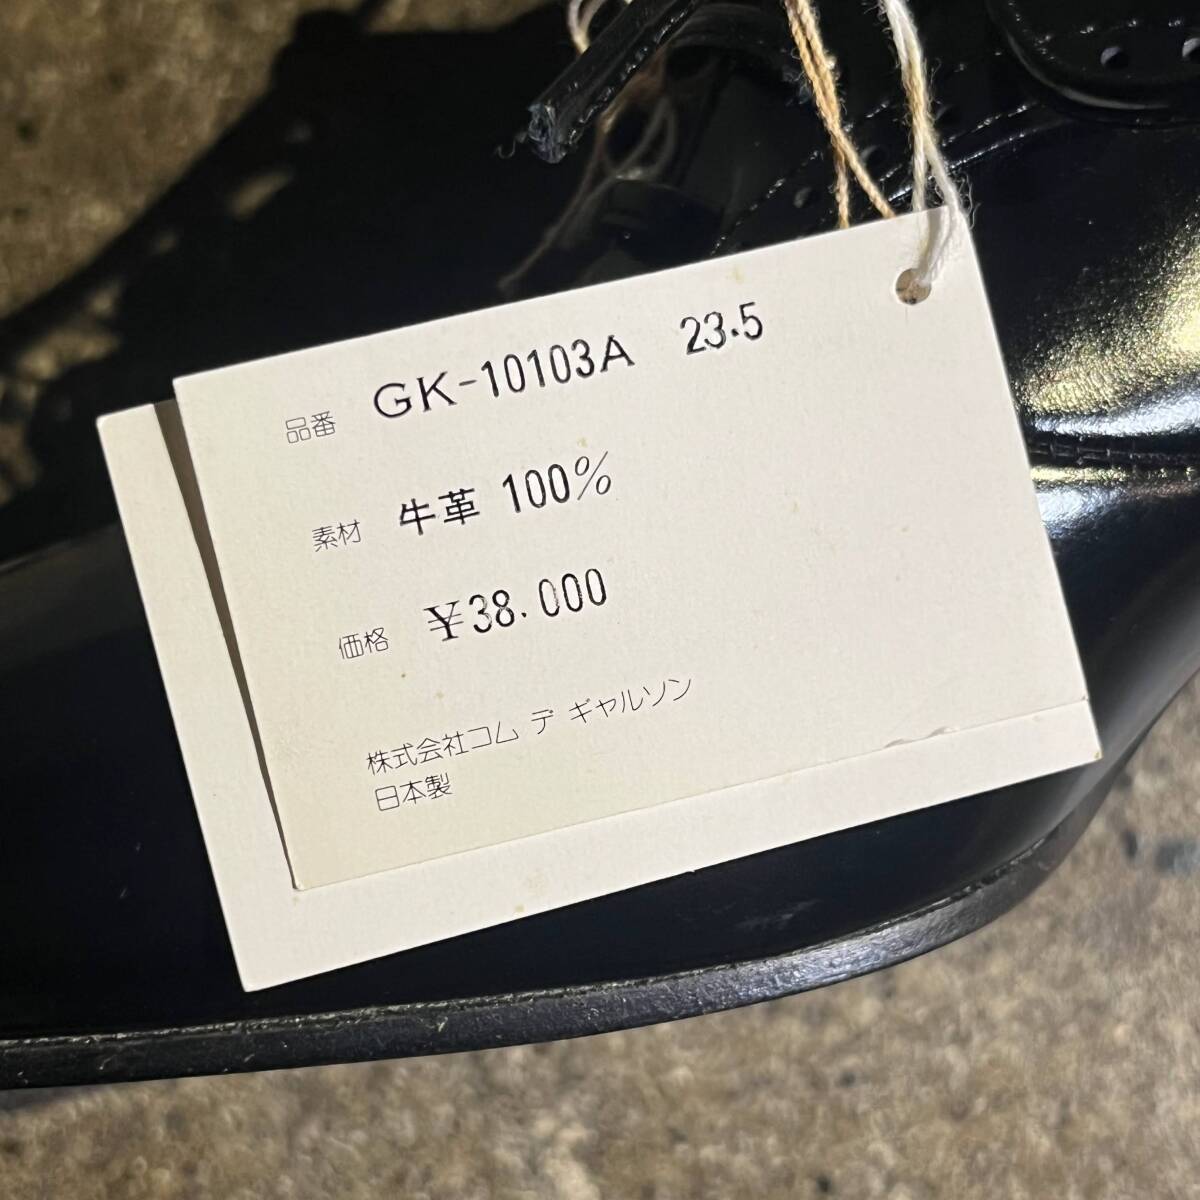 品番 GK-10103A 23.5
素材 牛革 100%
価格 ¥38.000
株式会社コム デ ギャルソン
日本製